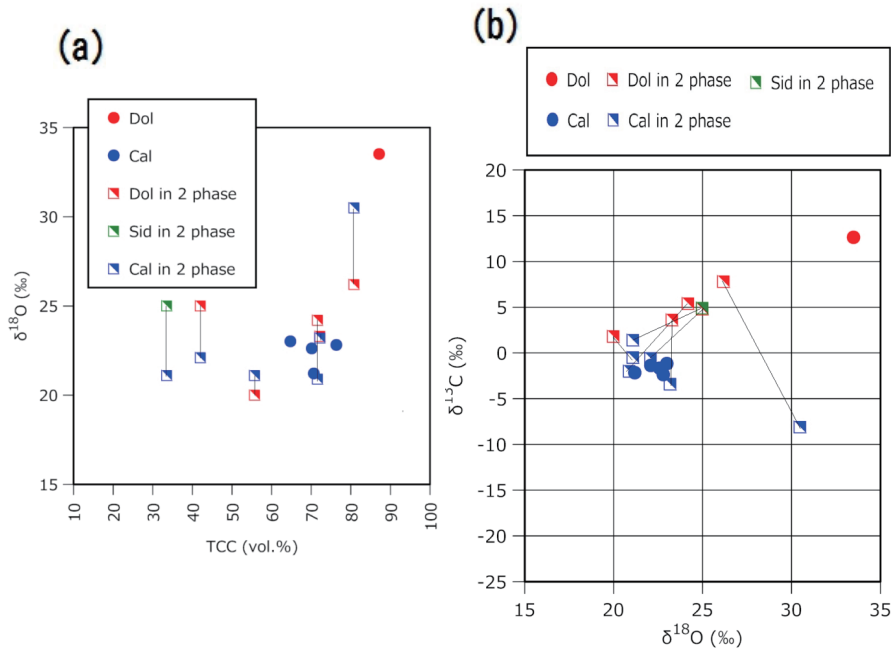 (a)
Dol
Cal
Dol in 2 phase
Sid in 2 phase
Cal in 2 phase
35
30
25
20
15
δ¹⁸O (‰)
10 20 30 40 50 60 70 80 90 100
TCC (vol.%)
(b)
Dol Dol in 2 phase Sid in 2 phase
Cal Cal in 2 phase
20
15
10
5
0
-5
-10
-15
-20
-25
δ¹³C (‰)
15 20 25 30 35
δ¹⁸O (‰)